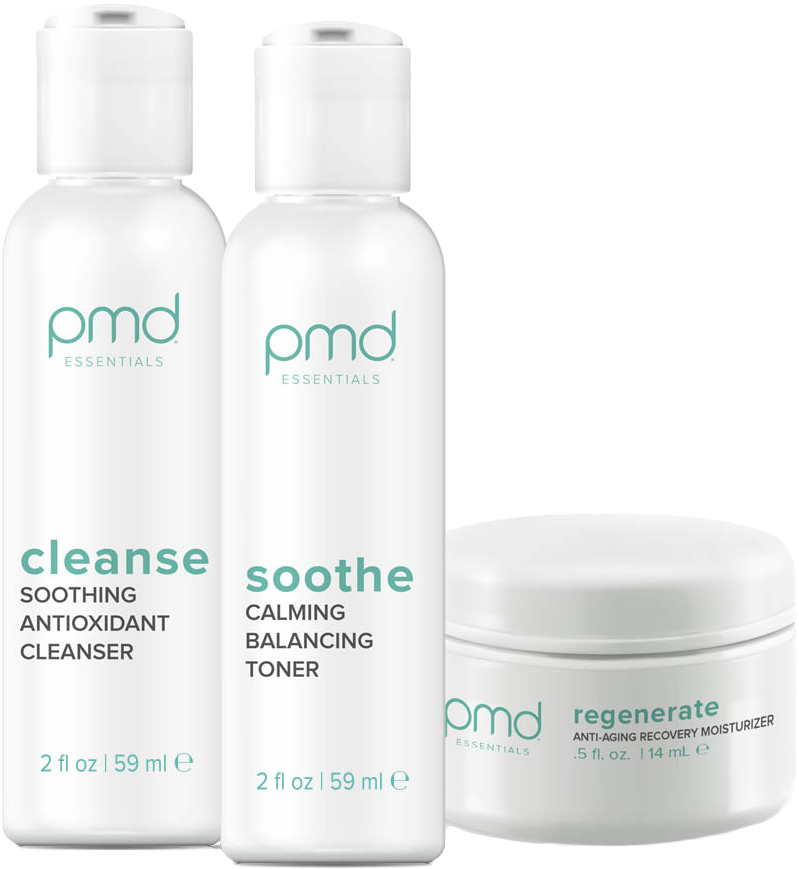 pmd
ESSENTIALS
cleanse
SOOTHING
ANTIOXIDANT
CLEANSER
2 fl oz | 59 ml ℮
pmd
ESSENTIALS
soothe
CALMING
BALANCING
TONER
2 fl oz | 59 ml ℮
pmd
ESSENTIALS
regenerate
ANTI-AGING RECOVERY MOISTURIZER
.5 fl. oz. | 14 mL ℮